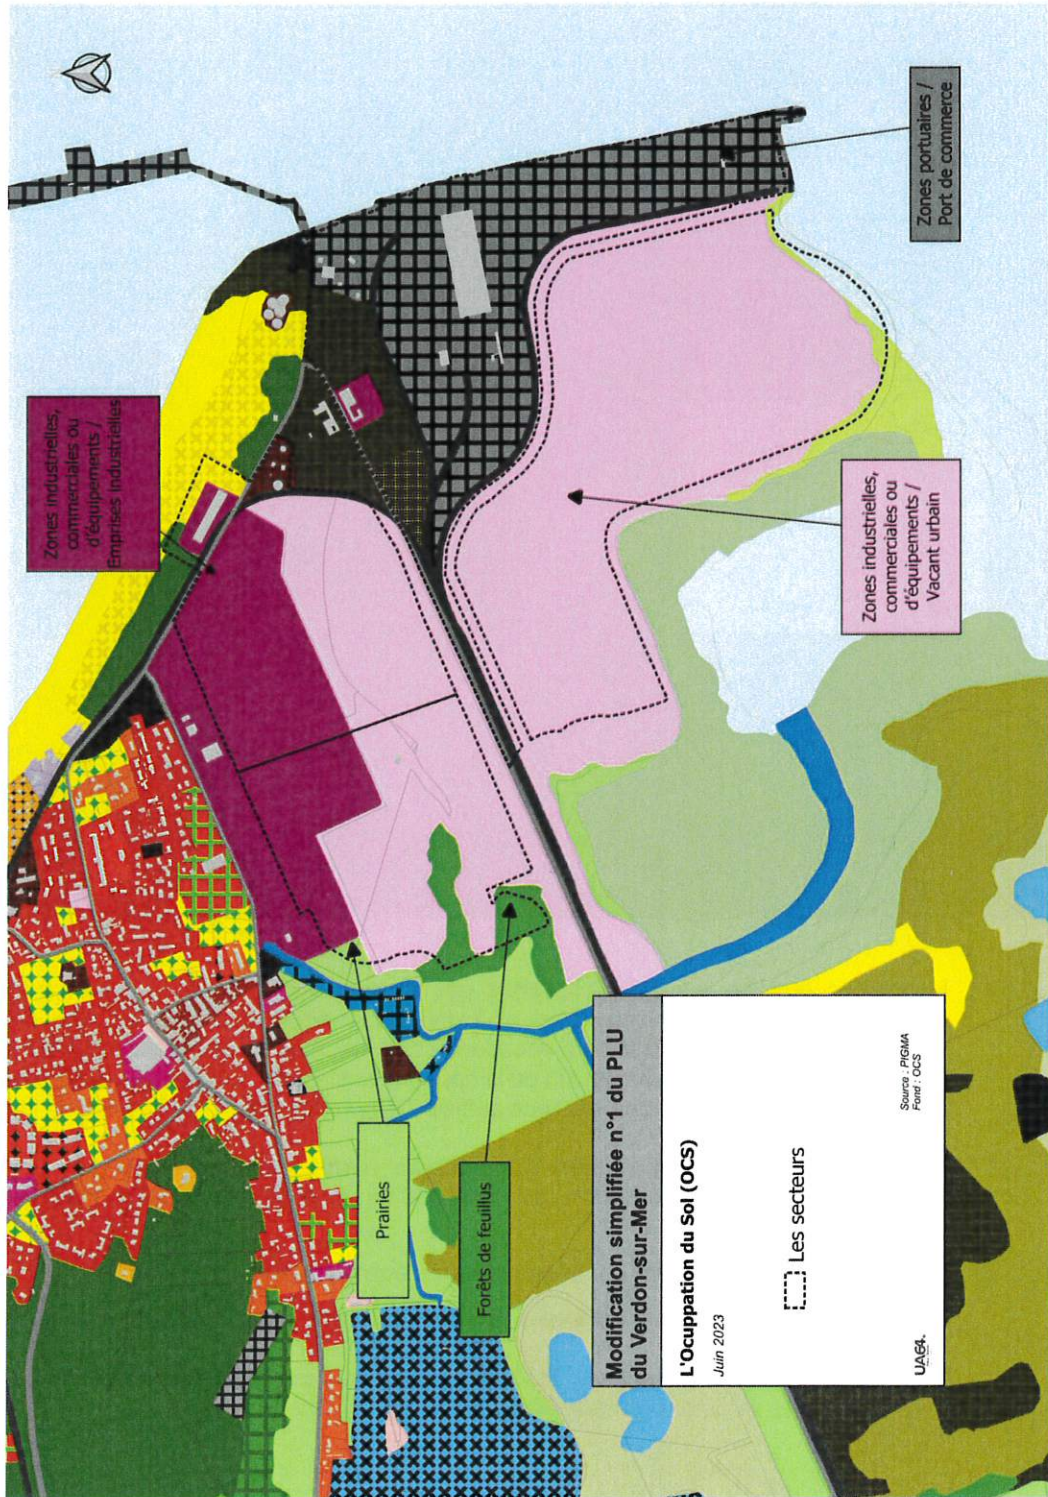 Zones industrielles,
commerciales ou
d'équipements /
Emprises industrielles
Zones portuaires /
Port de commerce
Zones industrielles,
commerciales ou
d'équipements /
Vacant urbain
Prairies
Forêts de feuillus
Modification simplifiée n°1 du PLU
du Verdon-sur-Mer
L'Ocuppation du Sol (OCS)
Juin 2023
Les secteurs
Source : PIGMA
Fond : OCS
UA64.